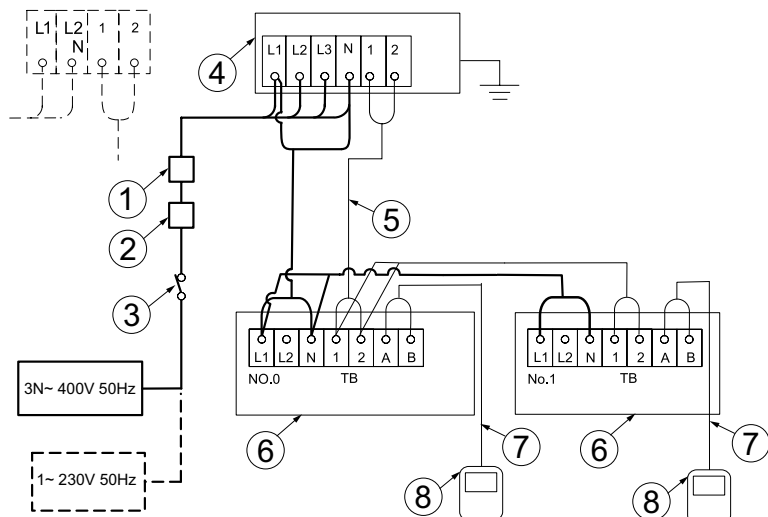 L1 L2 N 1 2
L1 L2 L3 N 1 2
4
1
2
3
5
3N~ 400V 50Hz
1~ 230V 50Hz
L1 L2 N 1 2 A B
NO.0 TB
6
7
8
L1 L2 N 1 2 A B
No.1 TB
6
7
8